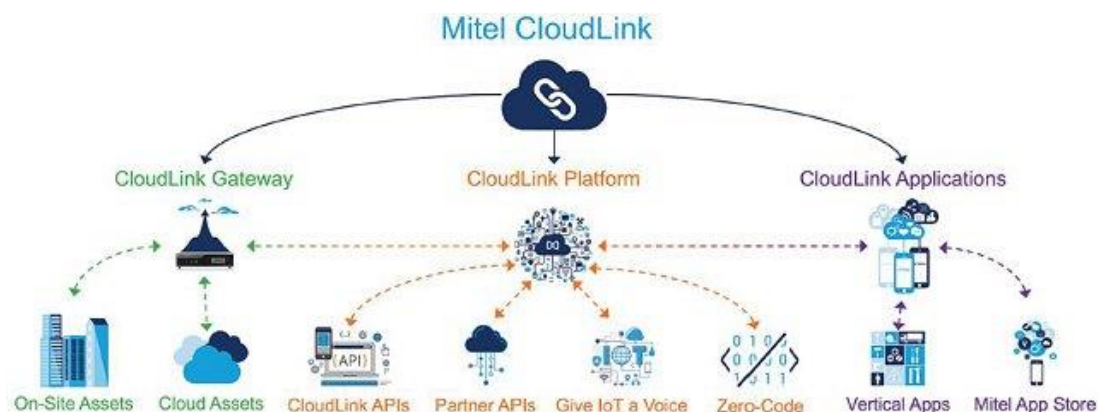 Mitel CloudLink
CloudLink Gateway
CloudLink Platform
CloudLink Applications
{API}
IOT
On-Site Assets
Cloud Assets
CloudLink APIs
Partner APIs
Give IoT a Voice
Zero-Code
Vertical Apps
Mitel App Store